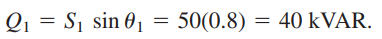 Q₁ = S₁ sin θ₁ = 50(0.8) = 40 kVAR.